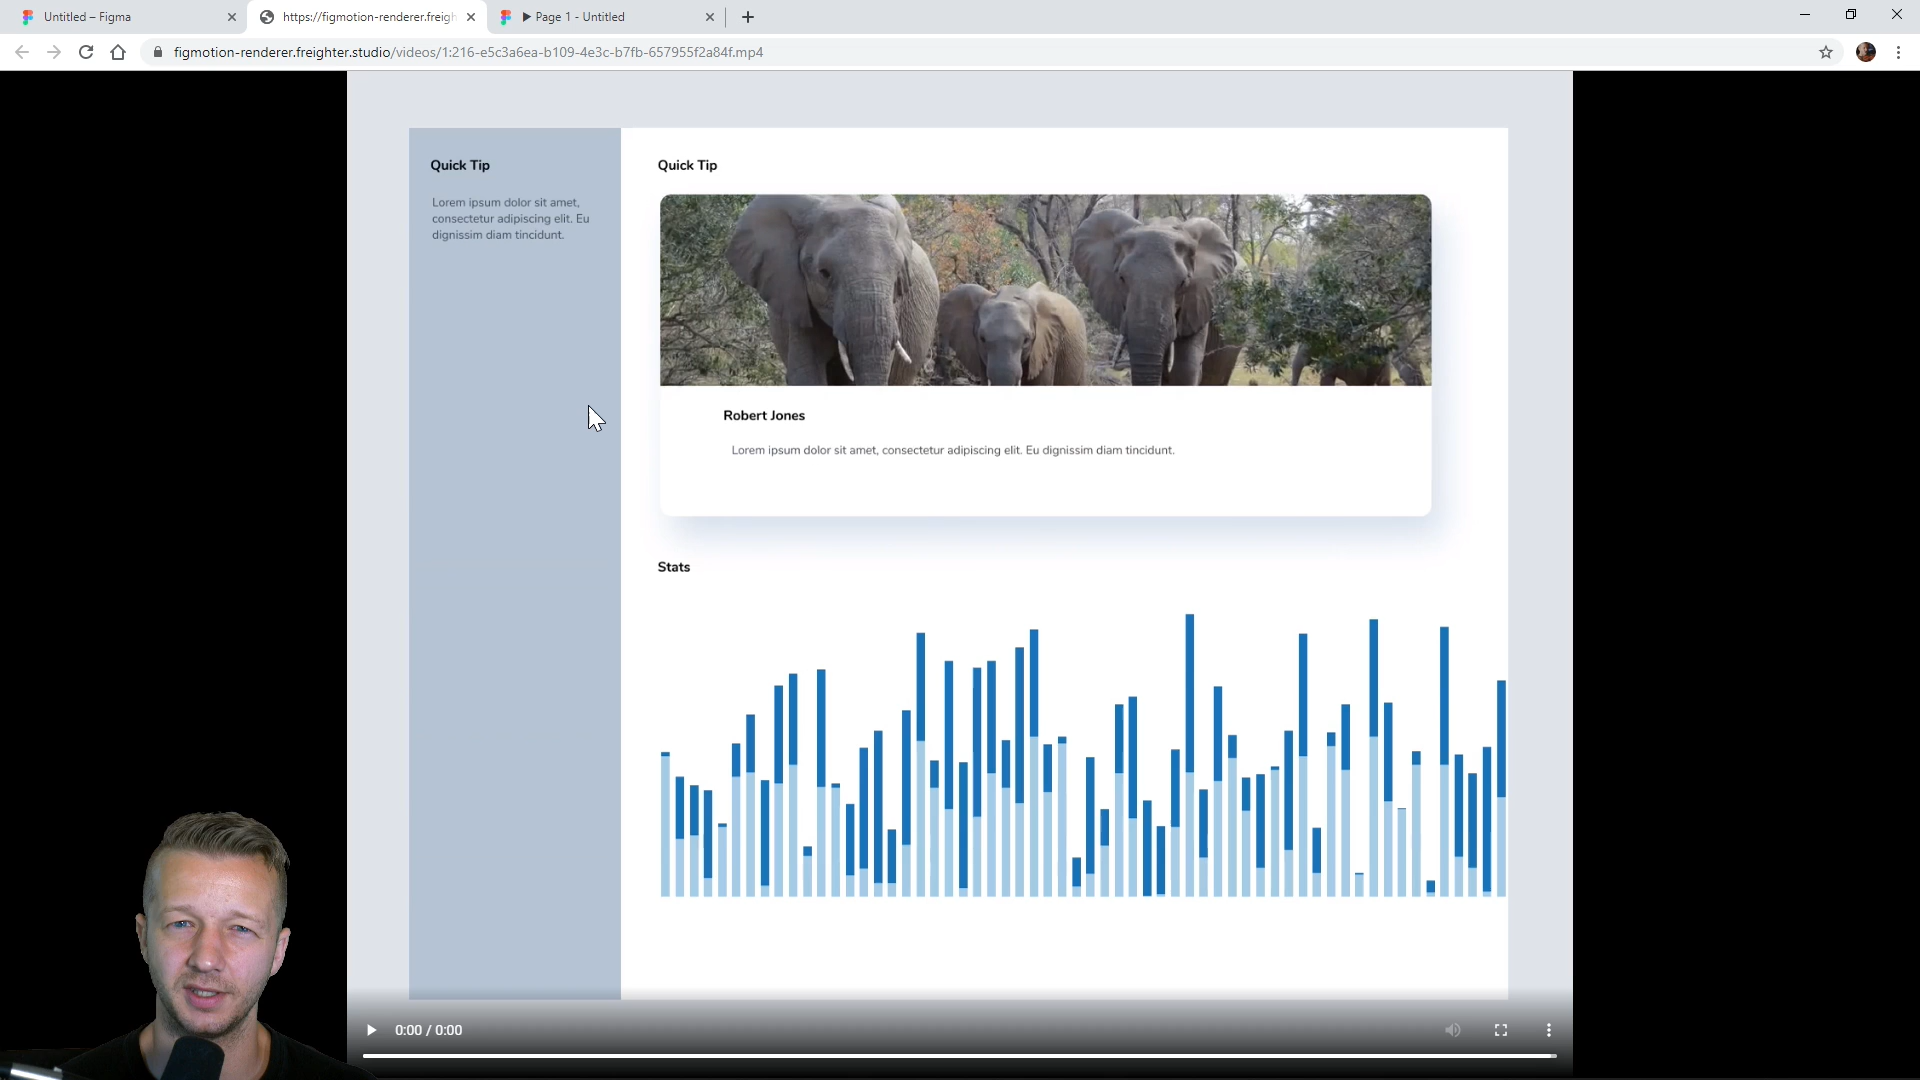 Untitled – Figma
https://figmotion-renderer.freigh
▶ Page 1 - Untitled
figmotion-renderer.freighter.studio/videos/1:216-e5c3a6ea-b109-4e3c-b7fb-657955f2a84f.mp4
Quick Tip
Lorem ipsum dolor sit amet,
consectetur adipiscing elit. Eu
dignissim diam tincidunt.
Quick Tip
Robert Jones
Lorem ipsum dolor sit amet, consectetur adipiscing elit. Eu dignissim diam tincidunt.
Stats
0:00 / 0:00